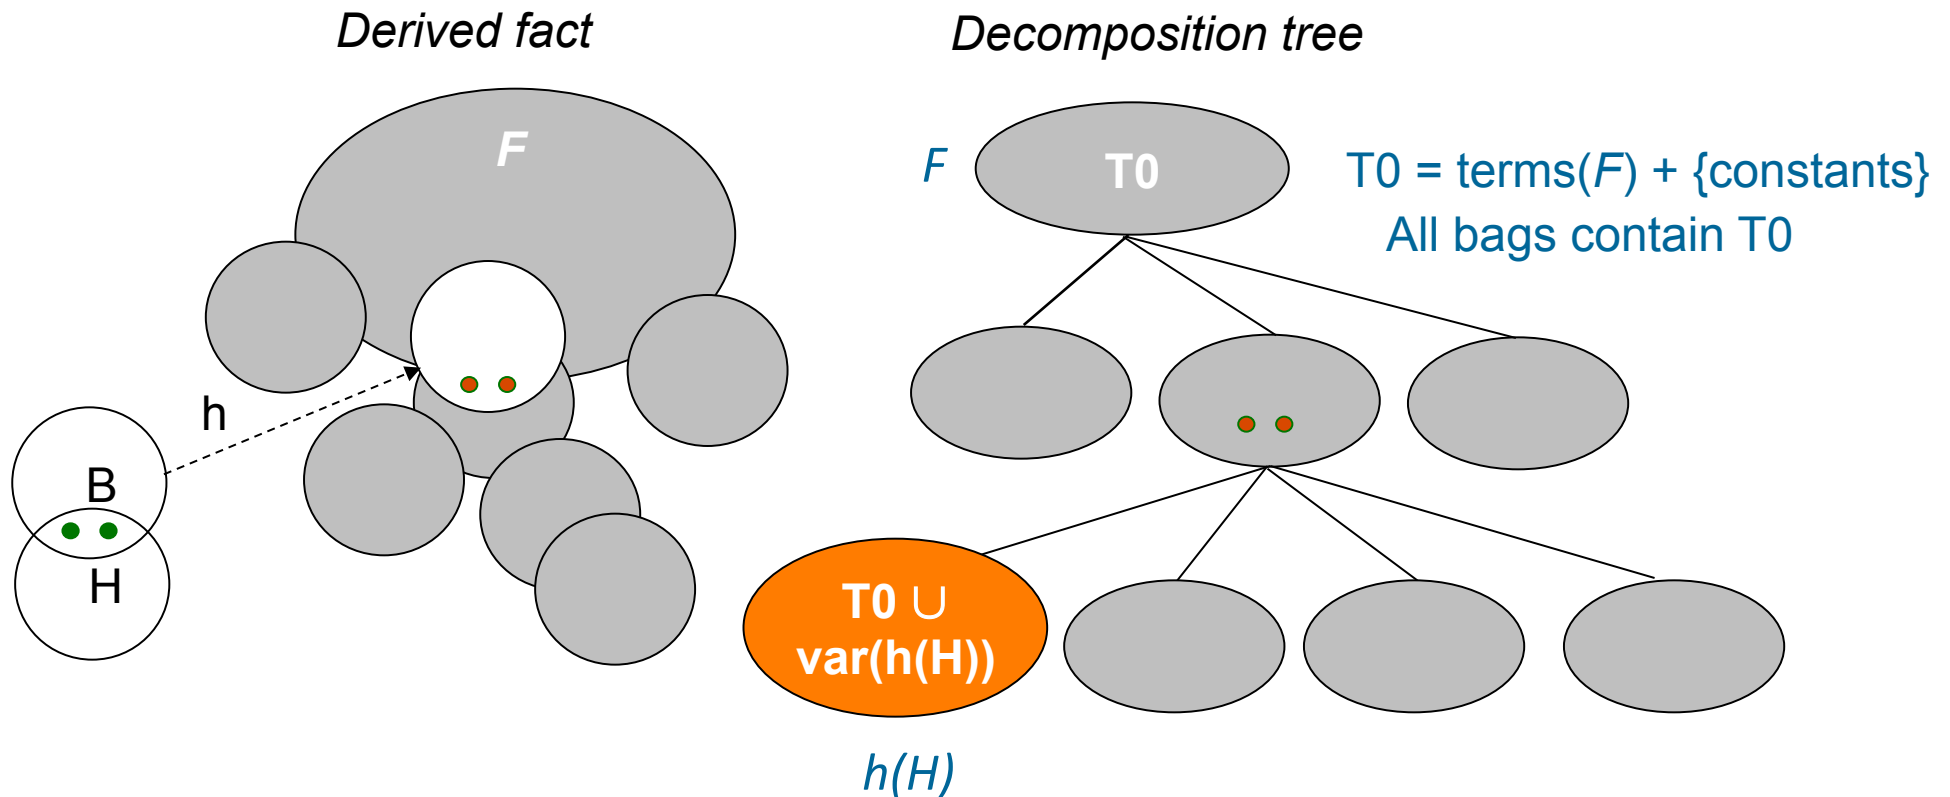 Derived fact
Decomposition tree
F
F
T0
T0 = terms(F) + {constants}
All bags contain T0
h
B
H
T0 ∪
var(h(H))
h(H)